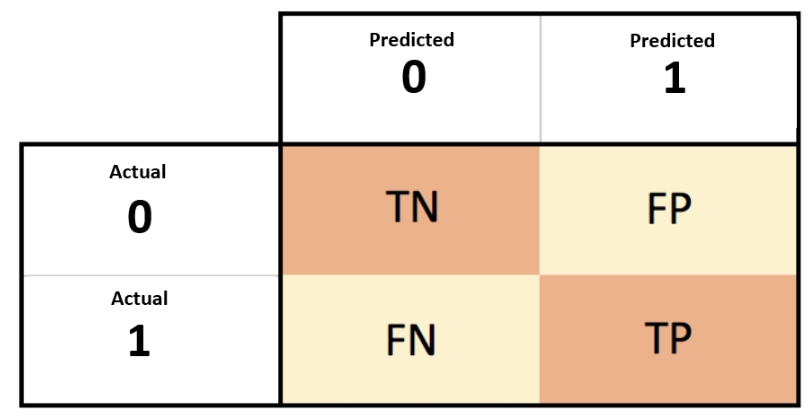 Predicted Predicted
0 1
Actual
0 TN FP
Actual
1 FN TP